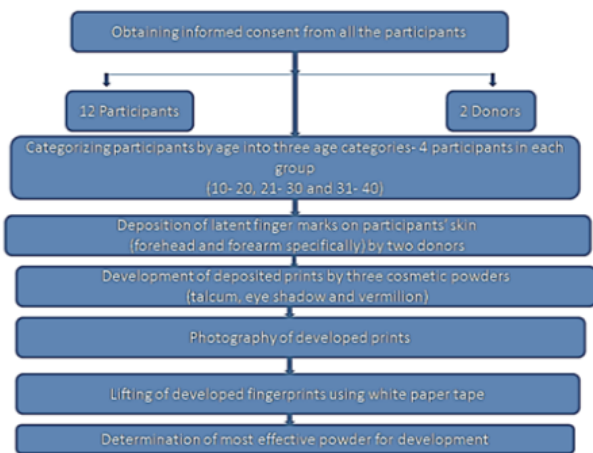 Obtaining informed consent from all the participants
12 Participants
2 Donors
Categorizing participants by age into three age categories- 4 participants in each
group
(10- 20, 21- 30 and 31- 40)
Deposition of latent finger marks on participants' skin
(forehead and forearm specifically) by two donors
Development of deposited prints by three cosmetic powders
(talcum, eye shadow and vermilion)
Photography of developed prints
Lifting of developed fingerprints using white paper tape
Determination of most effective powder for development